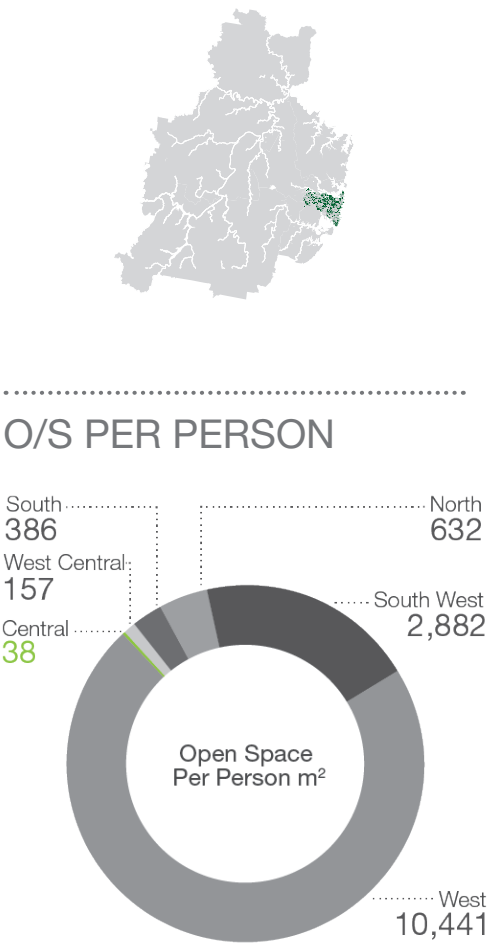 O/S PER PERSON
South
386
North
632
West Central
157
South West
2,882
Central
38
Open Space
Per Person m²
West
10,441